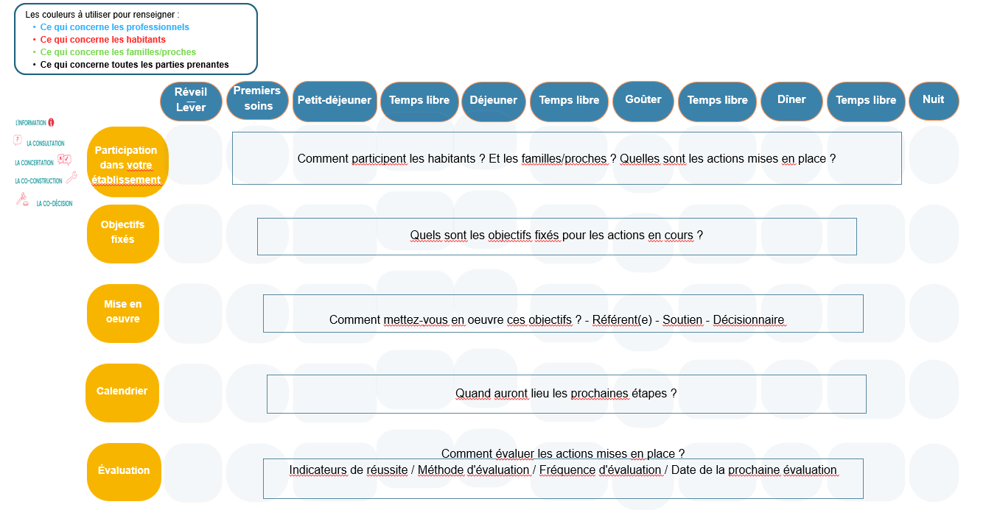 Les couleurs à utiliser pour renseigner :
• Ce qui concerne les professionnels
• Ce qui concerne les habitants
• Ce qui concerne les familles/proches
• Ce qui concerne toutes les parties prenantes
Réveil
—
Lever
Premiers
soins
Petit-déjeuner
Temps libre
Déjeuner
Temps libre
Goûter
Temps libre
Dîner
Temps libre
Nuit
L'INFORMATION
LA CONSULTATION
LA CONCERTATION
LA CO-CONSTRUCTION
LA CO-DÉCISION
Participation
dans votre
établissement
Comment participent les habitants ? Et les familles/proches ? Quelles sont les actions mises en place ?
Objectifs
fixés
Quels sont les objectifs fixés pour les actions en cours ?
Mise en
oeuvre
Comment mettez-vous en oeuvre ces objectifs ? - Référent(e) - Soutien - Décisionnaire
Calendrier
Quand auront lieu les prochaines étapes ?
Évaluation
Comment évaluer les actions mises en place ?
Indicateurs de réussite / Méthode d'évaluation / Fréquence d'évaluation / Date de la prochaine évaluation